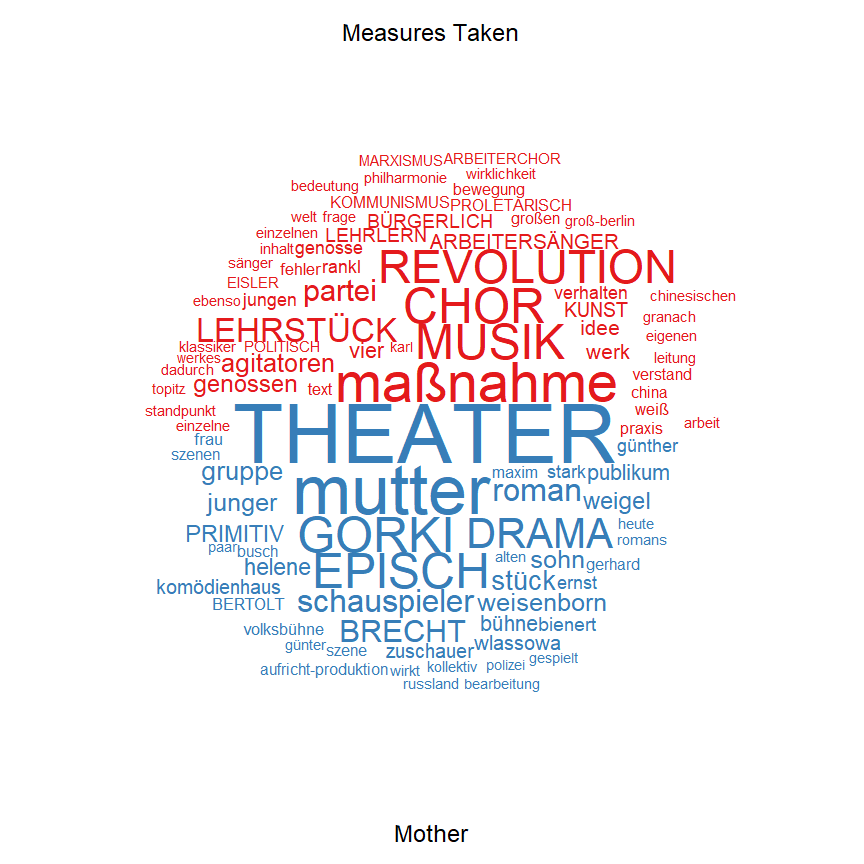 Measures Taken
MARXISMUS ARBEITERCHOR
philharmonie wirklichkeit
bedeutung bewegung
KOMMUNISMUS PROLETARISCH
welt frage BÜRGERLICH großen groß-berlin
einzelnen LEHRLERN ARBEITERSÄNGER
inhalt genosse
sänger fehler rankl REVOLUTION
EISLER partei verhalten chinesischen
ebenso jungen CHOR KUNST granach
LEHRSTÜCK MUSIK idee eigenen
klassiker POLITISCH vier karl werk
werkes agitatoren leitung
dadurch verstand
topitz genossen text maßnahme china
standpunkt weiß
einzelne praxis arbeit
frau THEATER günther
szenen
gruppe mutter maxim stark publikum
junger roman weigel
PRIMITIV GORKI DRAMA heute
paar busch romans
helene EPISCH alten sohn gerhard
komödienhaus stück ernst
BERTOLT schauspieler weisenborn
volksbühne BRECHT bühne bienert
günter szene zuschauer wlassowa
aufricht-produktion wirkt kollektiv polizei gespielt
russland bearbeitung
Mother